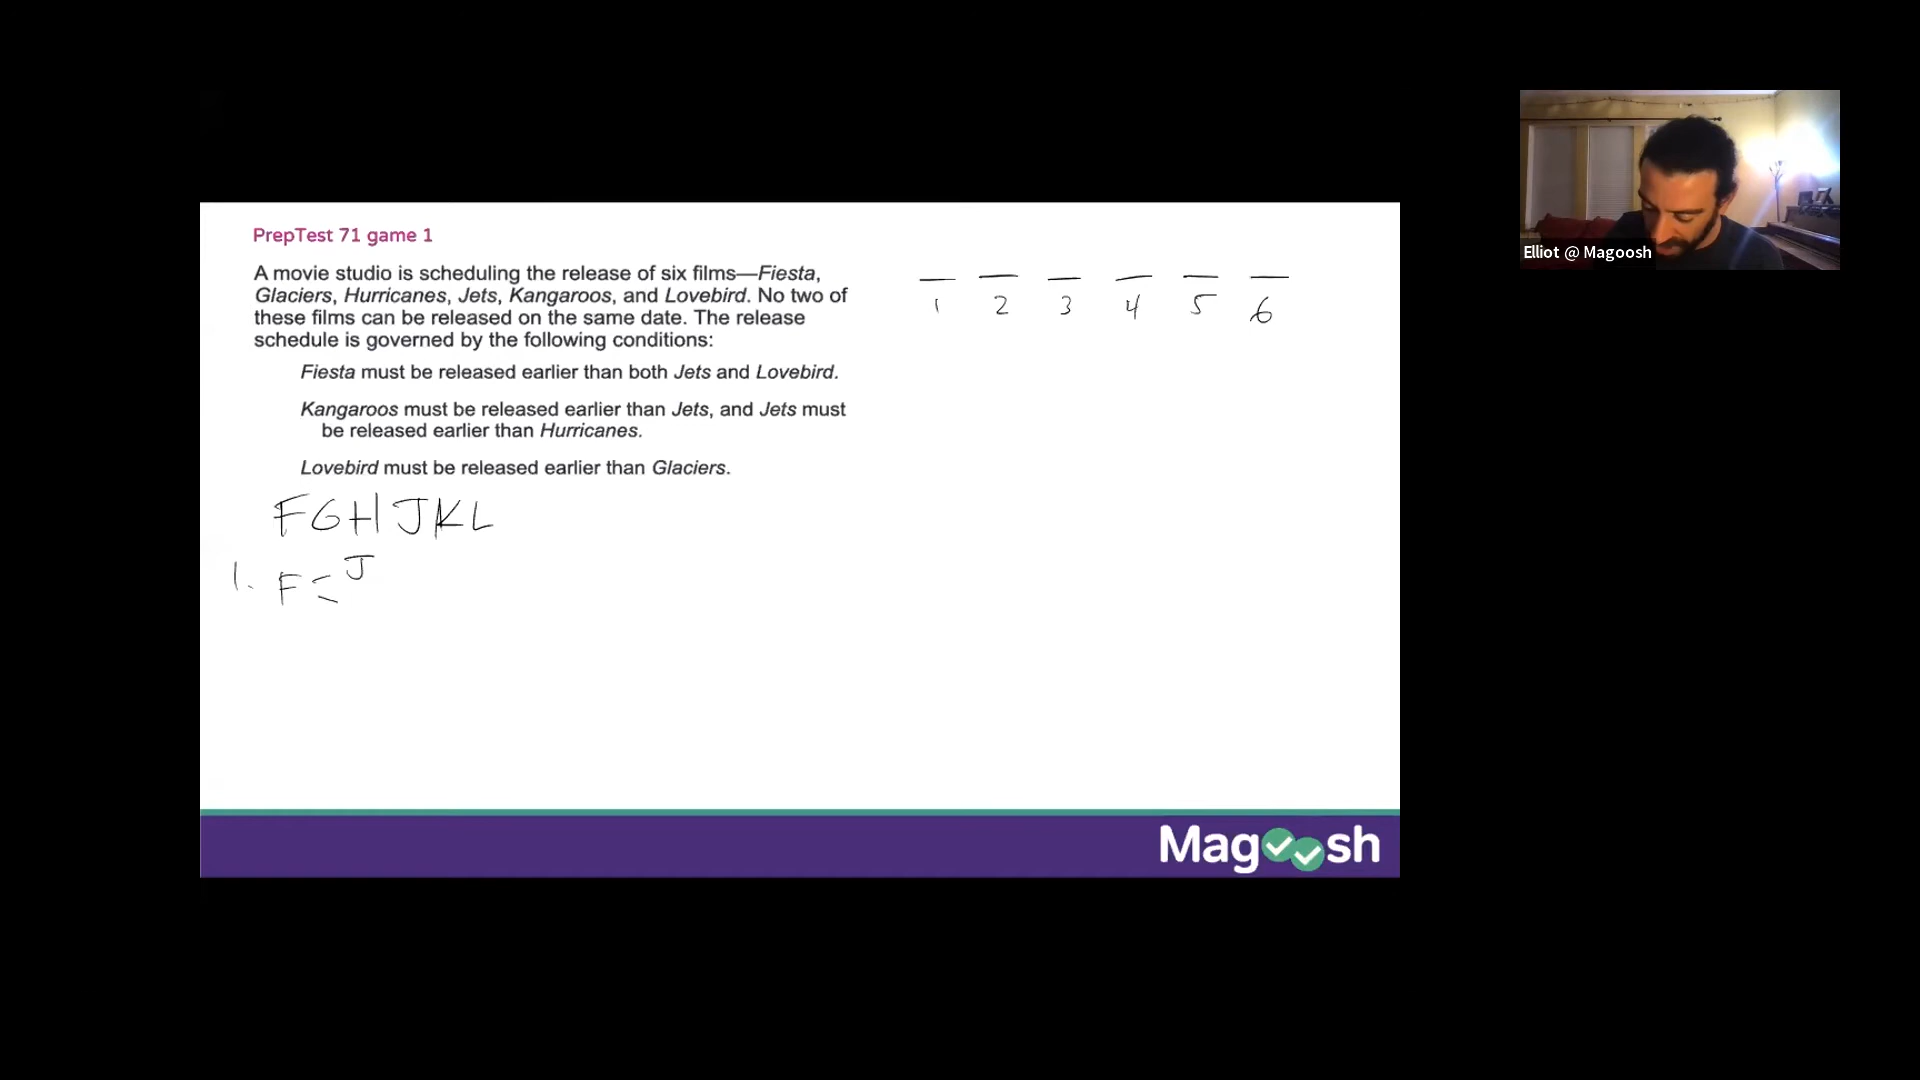 PrepTest 71 game 1
A movie studio is scheduling the release of six films—Fiesta,
Glaciers, Hurricanes, Jets, Kangaroos, and Lovebird. No two of
these films can be released on the same date. The release
schedule is governed by the following conditions:
Fiesta must be released earlier than both Jets and Lovebird.
Kangaroos must be released earlier than Jets, and Jets must
be released earlier than Hurricanes.
Lovebird must be released earlier than Glaciers.
F G H J K L
1. F < J
1 2 3 4 5 6
Elliot @ Magoosh
Magoosh